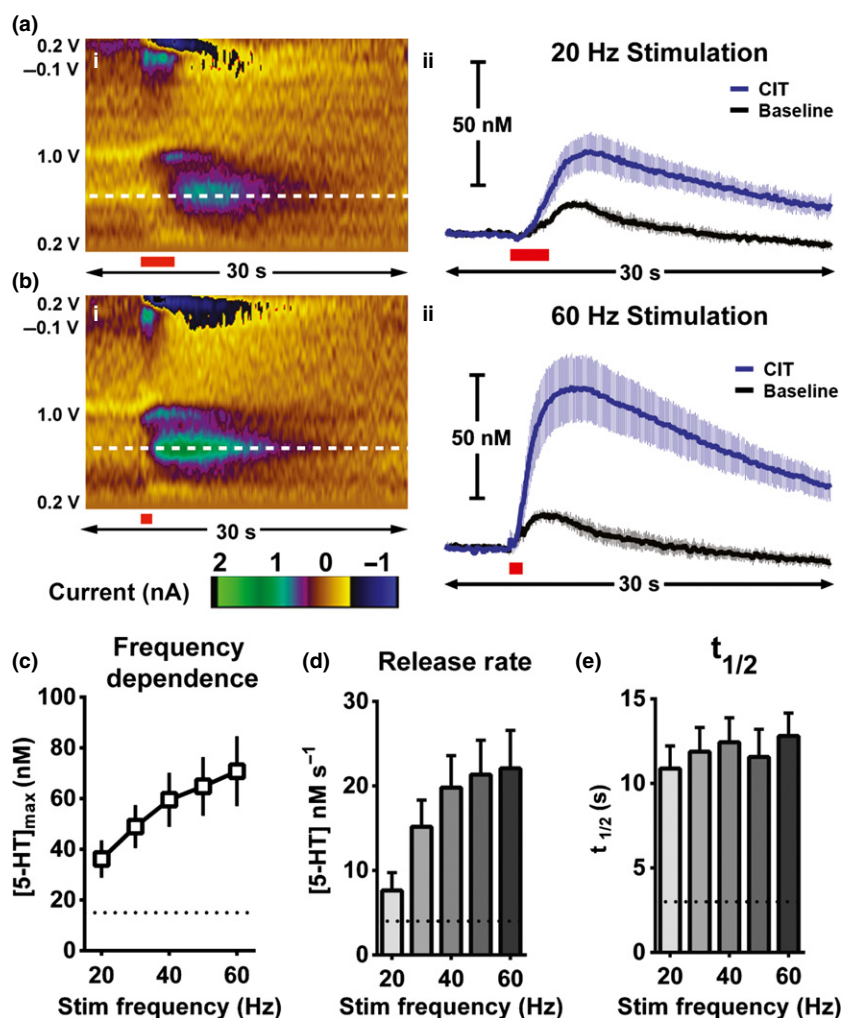 (a)
i
0.2 V
–0.1 V
1.0 V
0.2 V
30 s
ii
20 Hz Stimulation
50 nM
CIT
Baseline
30 s
(b)
i
0.2 V
–0.1 V
1.0 V
0.2 V
30 s
ii
60 Hz Stimulation
50 nM
CIT
Baseline
30 s
2 1 0 –1
Current (nA)
(c)
Frequency
dependence
[5-HT]max (nM)
100
80
60
40
20
0
20 40 60
Stim frequency (Hz)
(d)
Release rate
[5-HT] nM s⁻¹
30
20
10
0
20 40 60
Stim frequency (Hz)
(e)
t1/2
t 1/2 (s)
15
10
5
0
20 40 60
Stim frequency (Hz)